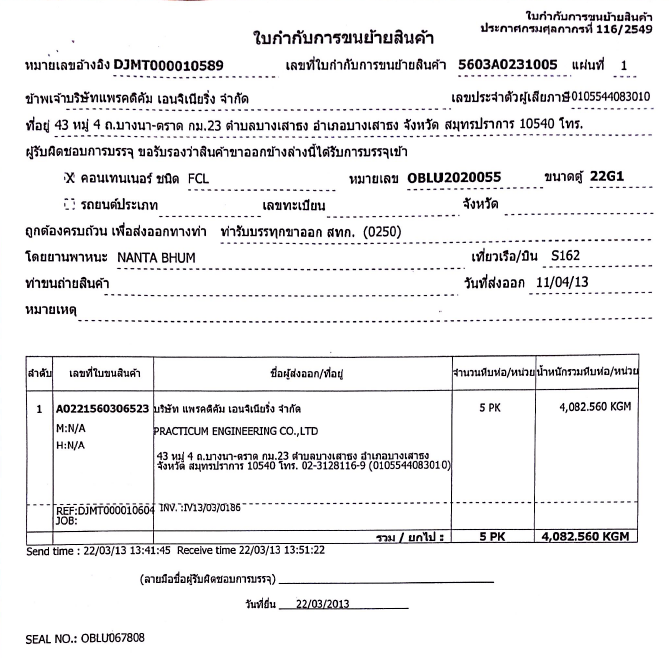 ใบกำกับการขนย้ายสินค้า
ประกาศกรมศุลกากรที่ 116/2549
ใบกำกับการขนย้ายสินค้า
หมายเลขอ้างอิง DJMT000010589 เลขที่ใบกำกับการขนย้ายสินค้า 5603A0231005 แผ่นที่ 1
ข้าพเจ้าบริษัทแพรคติคัม เอนจิเนียริ่ง จำกัด เลขประจำตัวผู้เสียภาษี 0105544083010
ที่อยู่ 43 หมู่ 4 ถ.บางนา-ตราด กม.23 ตำบลบางเสาธง อำเภอบางเสาธง จังหวัด สมุทรปราการ 10540 โทร.
ผู้รับผิดชอบการบรรจุ ขอรับรองว่าสินค้าขาออกข้างล่างนี้ได้รับการบรรจุเข้า
X คอนเทนเนอร์ ชนิด FCL หมายเลข OBLU2020055 ขนาดตู้ 22G1
รถยนต์ประเภท เลขทะเบียน จังหวัด
ถูกต้องครบถ้วน เพื่อส่งออกทางท่า ท่ารับบรรทุกขาออก สทก. (0250)
โดยยานพาหนะ NANTA BHUM เที่ยวเรือ/บิน S162
ท่าขนถ่ายสินค้า วันที่ส่งออก 11/04/13
หมายเหตุ
ลำดับ เลขที่ใบขนสินค้า ชื่อผู้ส่งออก/ที่อยู่ จำนวนหีบห่อ/หน่วย น้ำหนักรวมหีบห่อ/หน่วย
1 A0221560306523 บริษัท แพรคติคัม เอนจิเนียริ่ง จำกัด 5 PK 4,082.560 KGM
M:N/A PRACTICUM ENGINEERING CO.,LTD
H:N/A
43 หมู่ 4 ถ.บางนา-ตราด กม.23 ตำบลบางเสาธง อำเภอบางเสาธง
จังหวัด สมุทรปราการ 10540 โทร. 02-3128116-9 (0105544083010)
REF:DJMT000010604 INV.:IV13/03/0186
JOB:
รวม / ยกไป : 5 PK 4,082.560 KGM
Send time : 22/03/13 13:41:45 Receive time 22/03/13 13:51:22
(ลายมือชื่อผู้รับผิดชอบการบรรจุ)
วันที่ยื่น 22/03/2013
SEAL NO.: OBLU067808